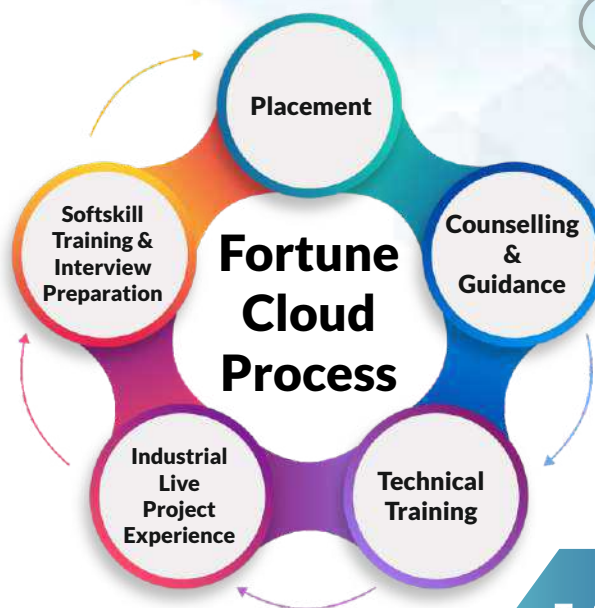 Placement
Counselling
&
Guidance
Technical
Training
Industrial
Live
Project
Experience
Softskill
Training &
Interview
Preparation
Fortune
Cloud
Process